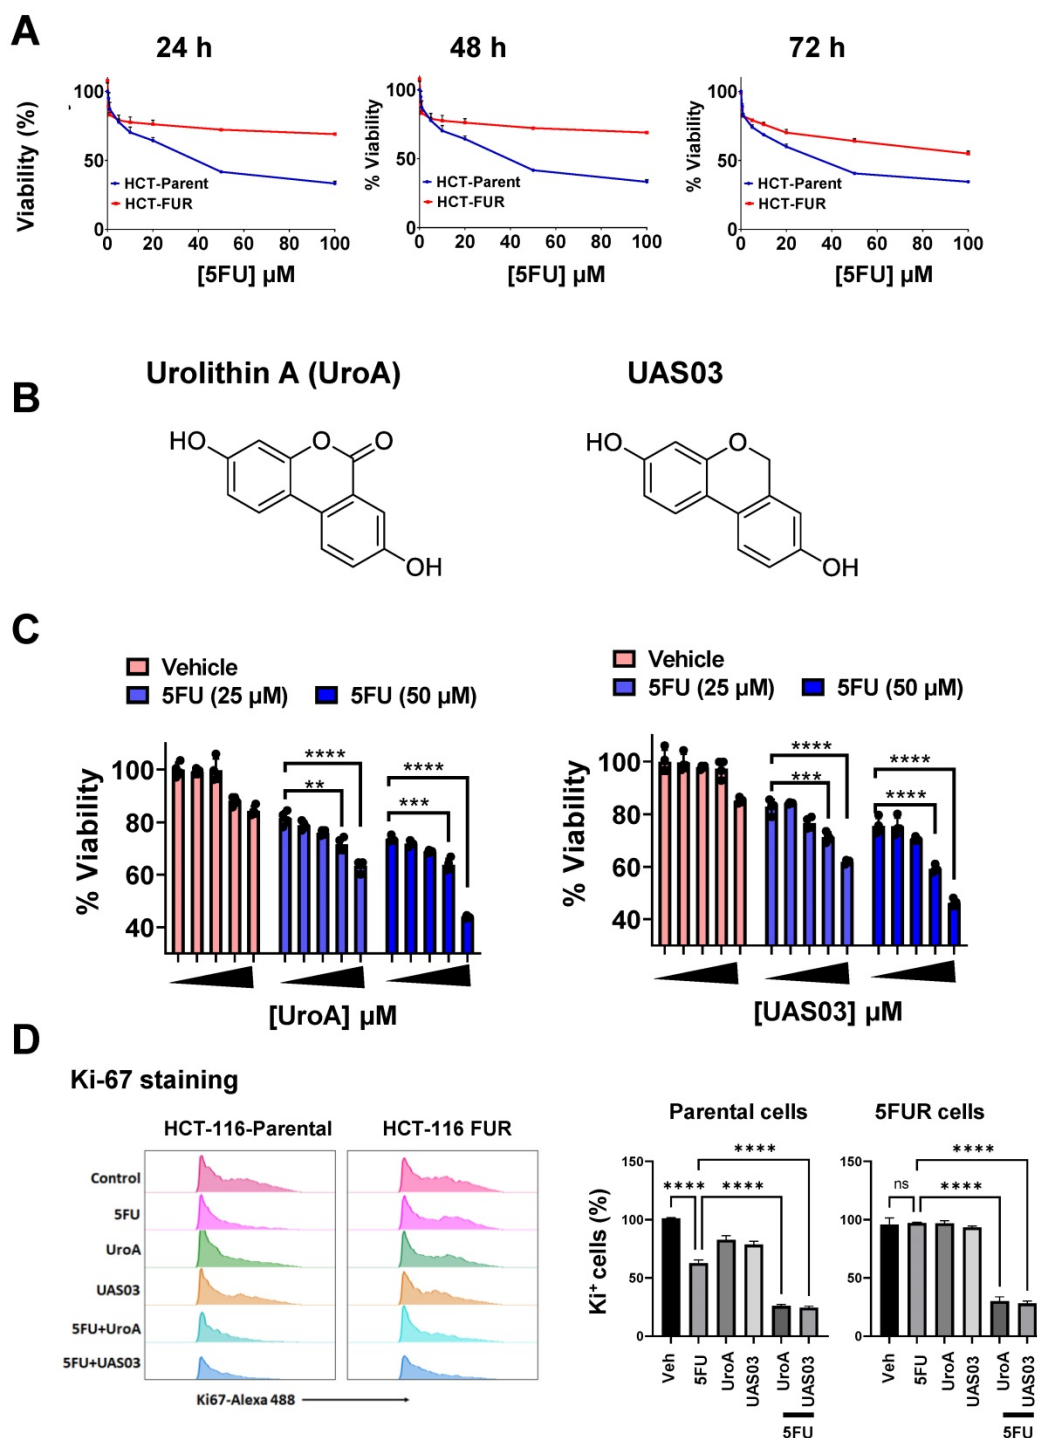 A
24 h
48 h
72 h
Viability (%)
100
50
0
HCT-Parent
HCT-FUR
0 20 40 60 80 100
[5FU] µM
% Viability
100
50
0
HCT-Parent
HCT-FUR
0 20 40 60 80 100
[5FU] µM
% Viability
100
50
0
HCT-Parent
HCT-FUR
0 20 40 60 80 100
[5FU] µM
B
Urolithin A (UroA)
UAS03
HO
O
O
OH
HO
O
OH
C
Vehicle
5FU (25 µM)
5FU (50 µM)
% Viability
100
80
60
40
****
**
****
***
[UroA] µM
Vehicle
5FU (25 µM)
5FU (50 µM)
% Viability
100
80
60
40
****
***
****
****
[UAS03] µM
D
Ki-67 staining
HCT-116-Parental
HCT-116 FUR
Control
5FU
UroA
UAS03
5FU+UroA
5FU+UAS03
Ki67-Alexa 488
Parental cells
Ki+ cells (%)
150
100
50
0
****
**** ****
Veh
5FU
UroA
UAS03
UroA
UAS03
5FU
5FUR cells
150
100
50
0
****
ns ****
Veh
5FU
UroA
UAS03
UroA
UAS03
5FU